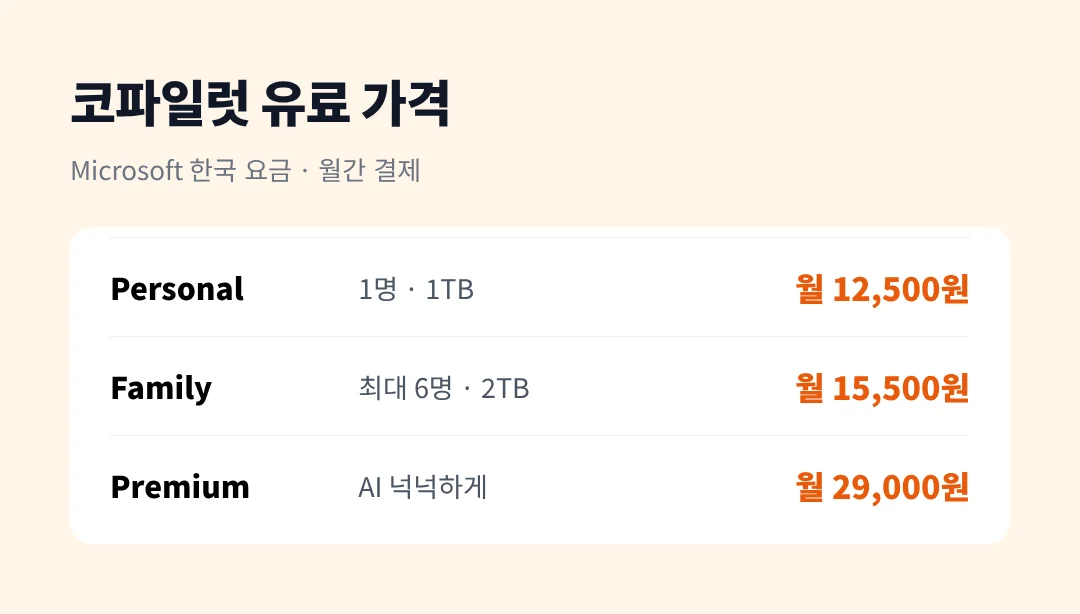 코파일럿 유료 가격
Microsoft 한국 요금 · 월간 결제
Personal 1명 · 1TB 월 12,500원
Family 최대 6명 · 2TB 월 15,500원
Premium AI 넉넉하게 월 29,000원